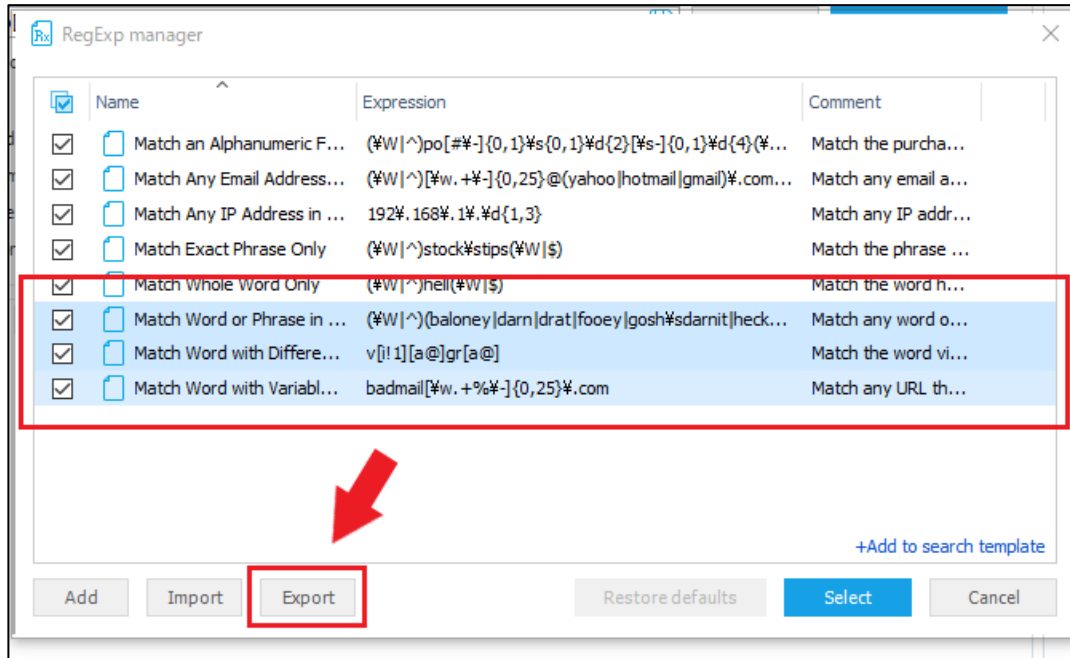 RegExp manager
Name Expression Comment
Match an Alphanumeric F... (¥W|^)po[#¥-]{0,1}¥s{0,1}¥d{2}[¥s-]{0,1}¥d{4}(¥... Match the purcha...
Match Any Email Address... (¥W|^)[¥w.+¥-]{0,25}@(yahoo|hotmail|gmail)¥.com... Match any email a...
Match Any IP Address in ... 192¥.168¥.1¥.¥d{1,3} Match any IP addr...
Match Exact Phrase Only (¥W|^)stock¥stips(¥W|$) Match the phrase ...
Match Whole Word Only (¥W|^)hell(¥W|$) Match the word h...
Match Word or Phrase in ... (¥W|^)(baloney|darn|drat|fooey|gosh¥sdarnit|heck... Match any word o...
Match Word with Differe... v[i!1][a@]gr[a@] Match the word vi...
Match Word with Variabl... badmail[¥w.+%¥-]{0,25}¥.com Match any URL th...
+Add to search template
Add Import Export Restore defaults Select Cancel